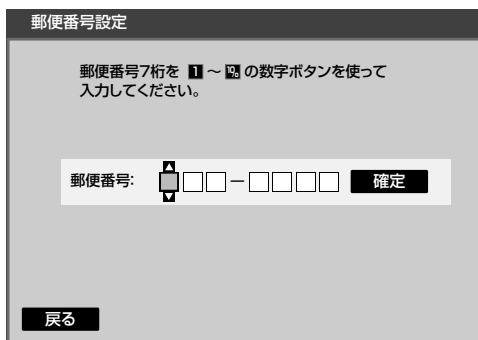 郵便番号設定
郵便番号7桁を 1 ~ 10/0 の数字ボタンを使って
入力してください。
郵便番号: ー 確定
戻る